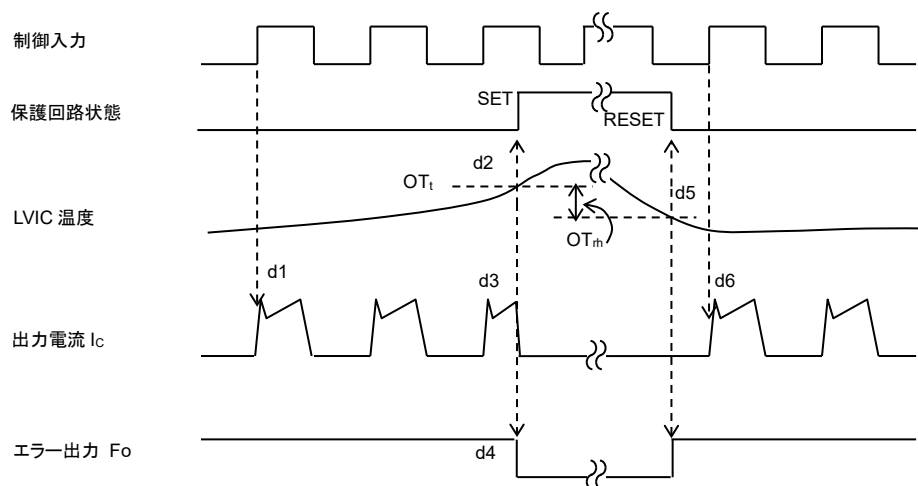 制御入力
保護回路状態
SET
RESET
d2
OTt
d5
LVIC 温度
OTrh
d1
d3
d6
出力電流 IC
エラー出力 Fo
d4